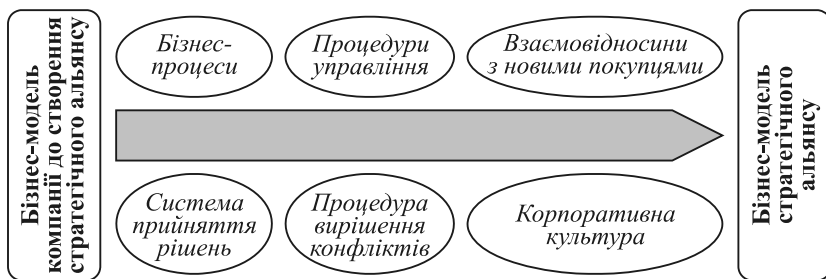 Бізнес-модель
компанії до створення
стратегічного альянсу
Бізнес-
процеси
Процедури
управління
Взаємовідносини
з новими покупцями
Система
прийняття
рішень
Процедура
вирішення
конфліктів
Корпоративна
культура
Бізнес-модель
стратегічного
альянсу